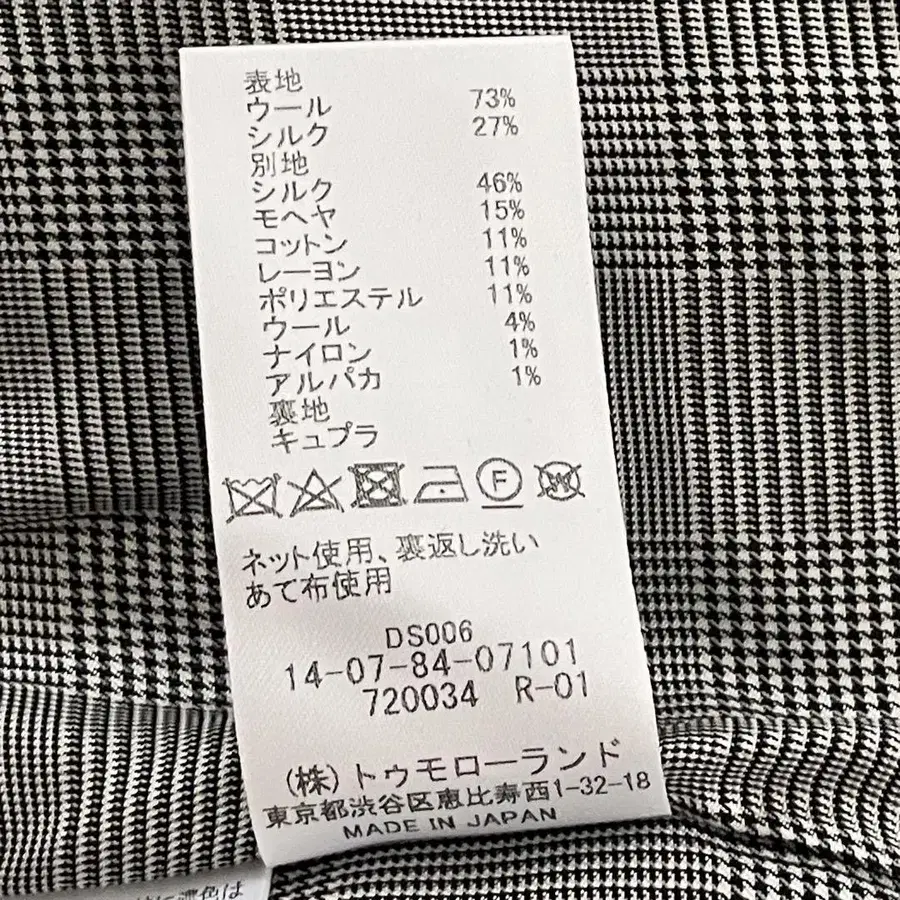 表地
ウール 73%
シルク 27%
別地
シルク 46%
モヘヤ 15%
コットン 11%
レーヨン 11%
ポリエステル 11%
ウール 4%
ナイロン 1%
アルパカ 1%
裏地
キュプラ
F
W
ネット使用、裏返し洗い
あて布使用
DS006
14-07-84-07101
720034 R-01
(株)トゥモローランド
東京都渋谷区恵比寿西1-32-18
MADE IN JAPAN
濃色は